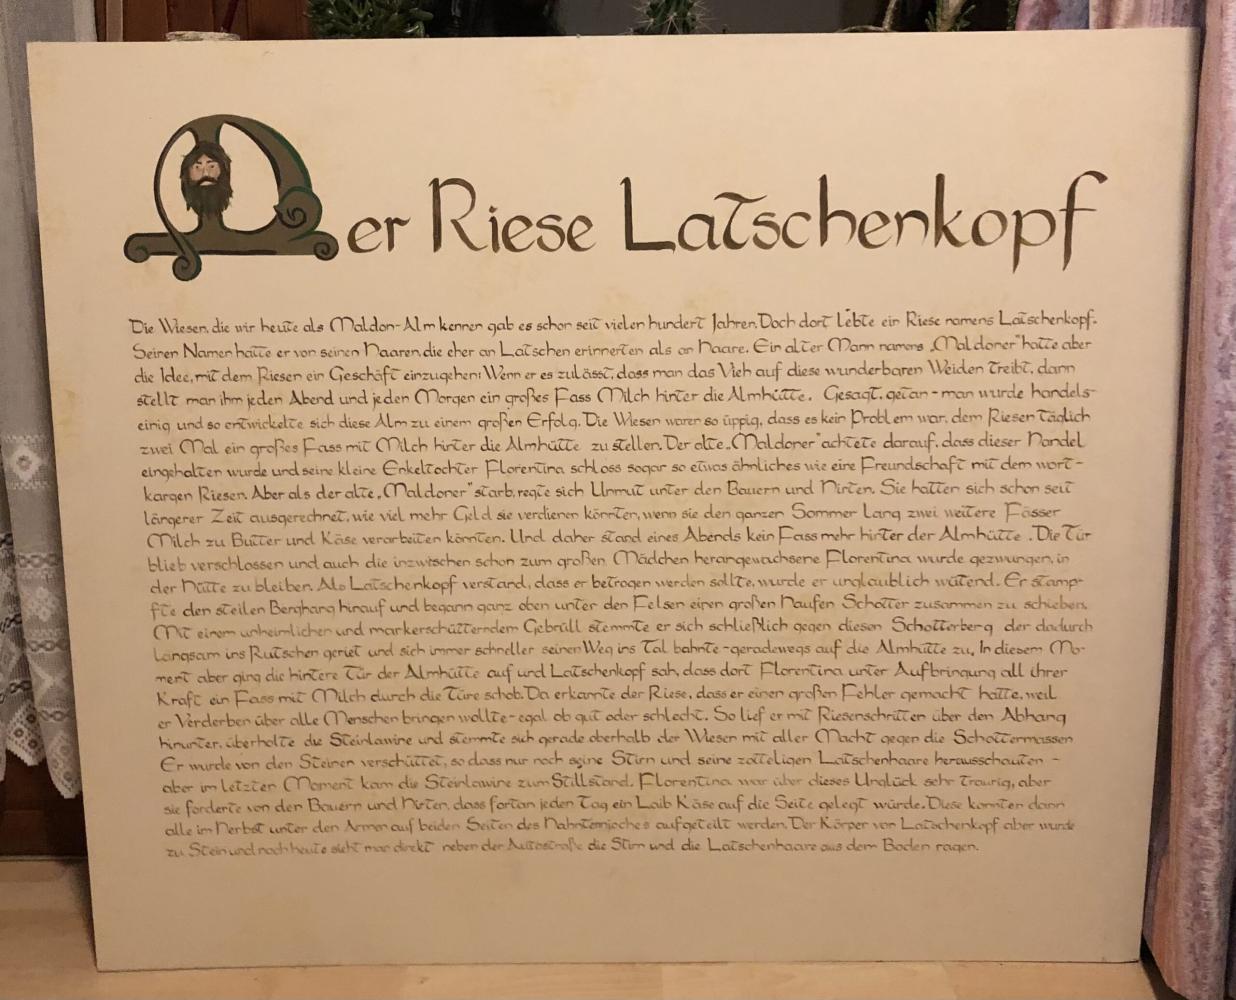 Der Riese Latschenkopf
Die Wiesen, die wir heute als Maldon-Alm kennen gab es schon seit vielen hundert Jahren. Doch dort lebte ein Riese namens Latschenkopf.
Seinen Namen hatte er von seinen Haaren, die eher an Latschen erinnerten als an Haare. Ein alter Mann namens „Maldoner" hatte aber
die Idee, mit dem Riesen ein Geschäft einzugehen: Wenn er es zulässt, dass man das Vieh auf diese wunderbaren Weiden treibt, dann
stellt man ihm jeden Abend und jeden Morgen ein großes Fass Milch hinter die Almhütte. Gesagt, getan - man wurde handels-
einig und so entwickelte sich diese Alm zu einem großen Erfolg. Die Wiesen waren so üppig, dass es kein Problem war, dem Riesen täglich
zwei Mal ein großes Fass mit Milch hinter die Almhütte zu stellen. Der alte „Maldoner" achtete darauf, dass dieser Handel
eingehalten wurde und seine kleine Enkeltochter Florentina schloss sogar so etwas ähnliches wie eine Freundschaft mit dem wort-
kargen Riesen. Aber als der alte „Maldoner" starb, regte sich Unmut unter den Bauern und Hirten. Sie hatten sich schon seit
längerer Zeit ausgerechnet, wie viel mehr Geld sie verdienen könnten, wenn sie den ganzen Sommer lang zwei weitere Fässer
Milch zu Butter und Käse verarbeiten könnten. Und daher stand eines Abends kein Fass mehr hinter der Almhütte. Die Tür
blieb verschlossen und auch die inzwischen schon zum großen Mädchen herangewachsene Florentina wurde gezwungen, in
der Hütte zu bleiben. Als Latschenkopf verstand, dass er betrogen werden sollte, wurde er unglaublich wütend. Er stamp-
fte den steilen Berghang hinauf und begann ganz oben unter den Felsen einen großen Haufen Schotter zusammen zu schieben.
Mit einem unheimlichen und markerschütterndem Gebrüll stemmte er sich schließlich gegen diesen Schotterberg der dadurch
langsam ins Rutschen geriet und sich immer schneller seinen Weg ins Tal bahnte - geradewegs auf die Almhütte zu. In diesem Mo-
ment aber ging die hintere Tür der Almhütte auf und Latschenkopf sah, dass dort Florentina unter Aufbringung all ihrer
Kraft ein Fass mit Milch durch die Türe schob. Da erkannte der Riese, dass er einen großen Fehler gemacht hatte, weil
er Verderben über alle Menschen bringen wollte - egal ob gut oder schlecht. So lief er mit Riesenschritten über den Abhang
hinunter, überholte die Steinlawine und stemmte sich gerade oberhalb der Wiesen mit aller Macht gegen die Schottermassen
Er wurde von den Steinen verschüttet, so dass nur noch seine Stirn und seine zotteligen Latschenhaare herausschauten -
aber im letzten Moment kam die Steinlawine zum Stillstand. Florentina war über dieses Unglück sehr traurig, aber
sie forderte von den Bauern und Hirten, dass fortan jeden Tag ein Laib Käse auf die Seite gelegt würde. Diese konnten dann
alle im Herbst unter den Armen auf beiden Seiten des Hahntennjoches aufgeteilt werden. Der Körper von Latschenkopf aber wurde
zu Stein und noch heute sieht man direkt neben der Autostraße die Stirn und die Latschenhaare aus dem Boden ragen.